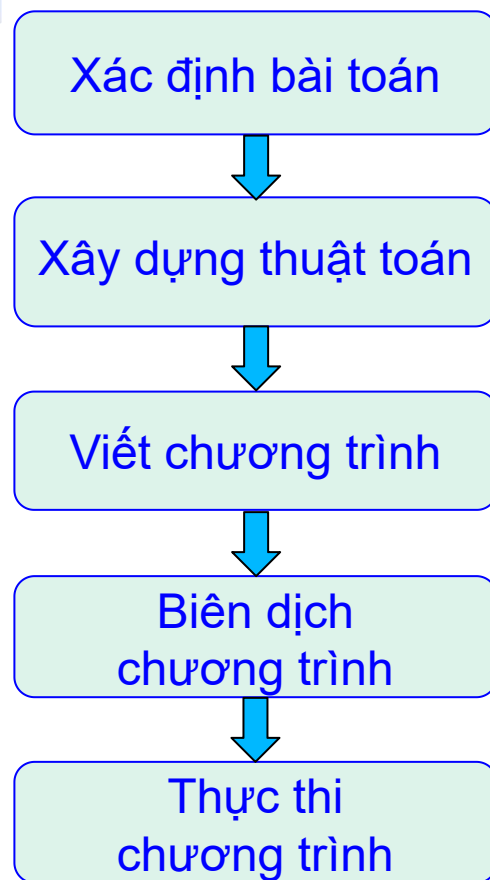 Xác định bài toán
Xây dựng thuật toán
Viết chương trình
Biên dịch
chương trình
Thực thi
chương trình